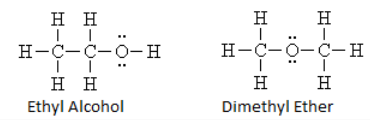 H H
H-C-C-Ö-H
H H
Ethyl Alcohol
H H
H-C-O-C-H
H H
Dimethyl Ether